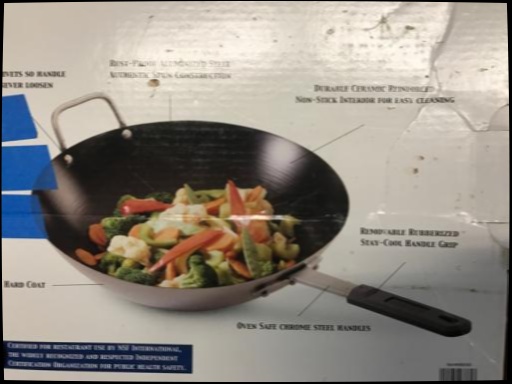 RUST-PROOF ALUMINIZED STEEL
AUTHENTIC SPUN CONSTRUCTION
RIVETS SO HANDLE
NEVER LOOSEN
DURABLE CERAMIC REINFORCED
NON-STICK INTERIOR FOR EASY CLEANING
REMOVABLE RUBBERIZED
STAY-COOL HANDLE GRIP
HARD COAT
OVEN SAFE CHROME STEEL HANDLES
CERTIFIED FOR RESTAURANT USE BY NSF INTERNATIONAL,
THE WIDELY RECOGNIZED AND RESPECTED INDEPENDENT
CERTIFICATION ORGANIZATION FOR PUBLIC HEALTH SAFETY.